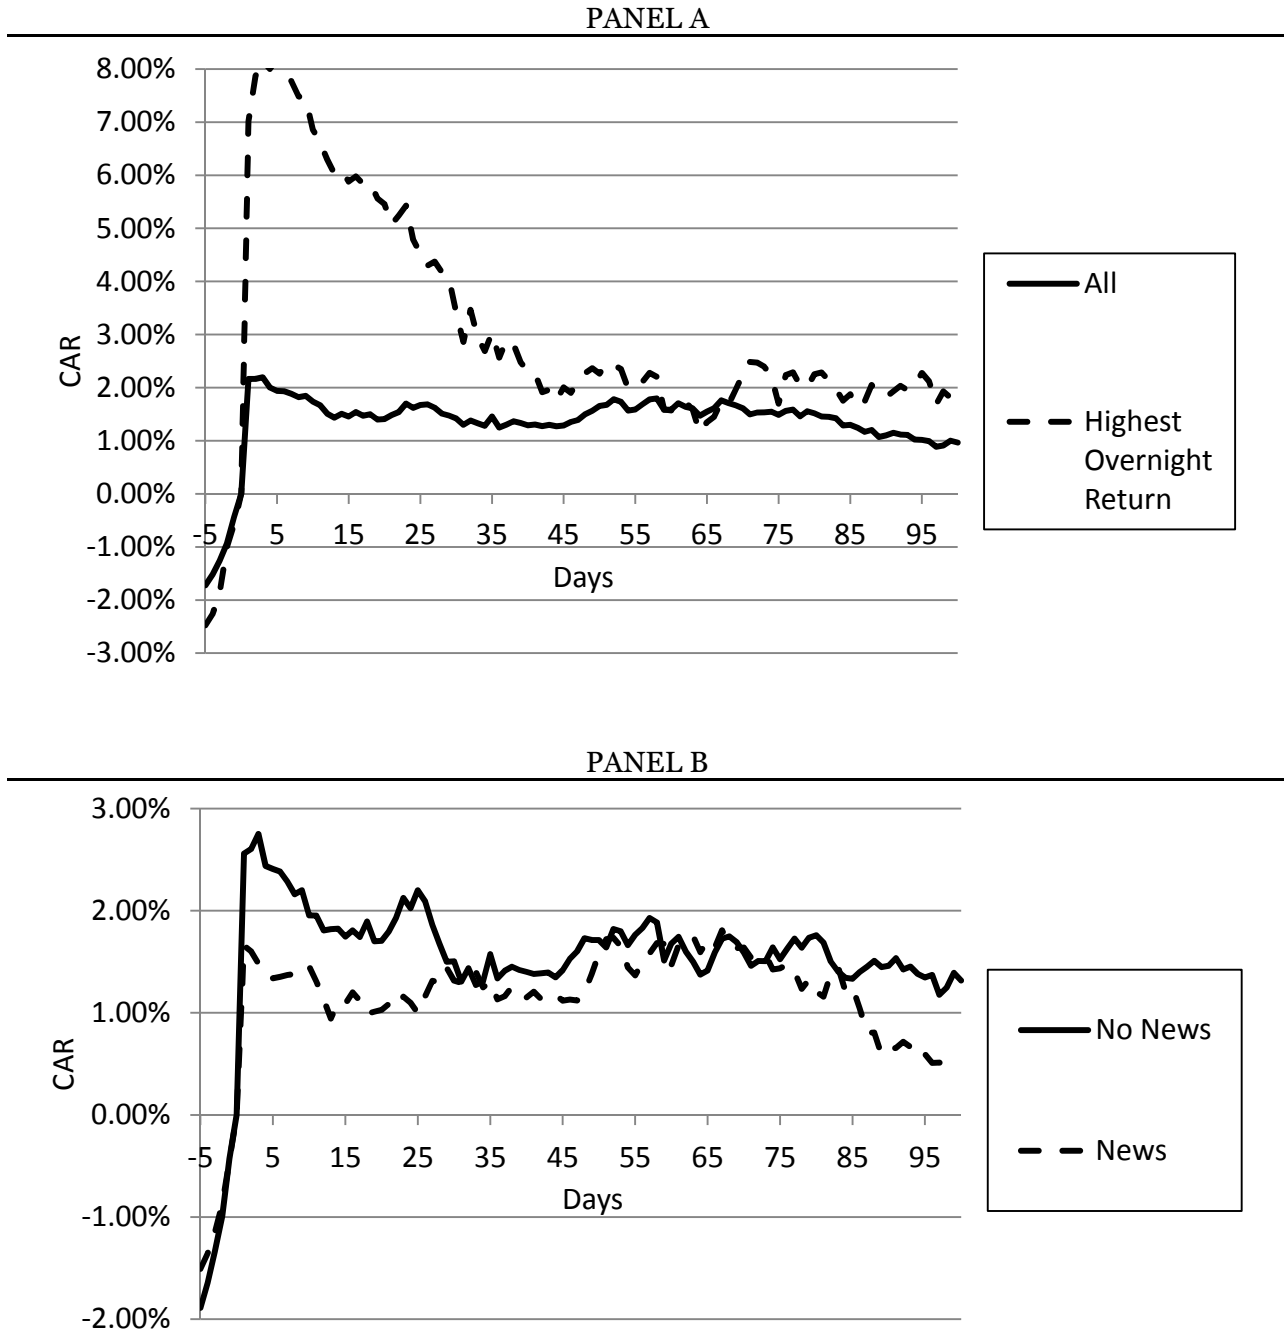 PANEL A
8.00%
7.00%
6.00%
5.00%
4.00%
3.00%
2.00%
1.00%
0.00%
-1.00%
-2.00%
-3.00%
CAR
-5 5 15 25 35 45 55 65 75 85 95
Days
All
Highest
Overnight
Return
PANEL B
3.00%
2.00%
1.00%
0.00%
-1.00%
-2.00%
CAR
-5 5 15 25 35 45 55 65 75 85 95
Days
No News
News